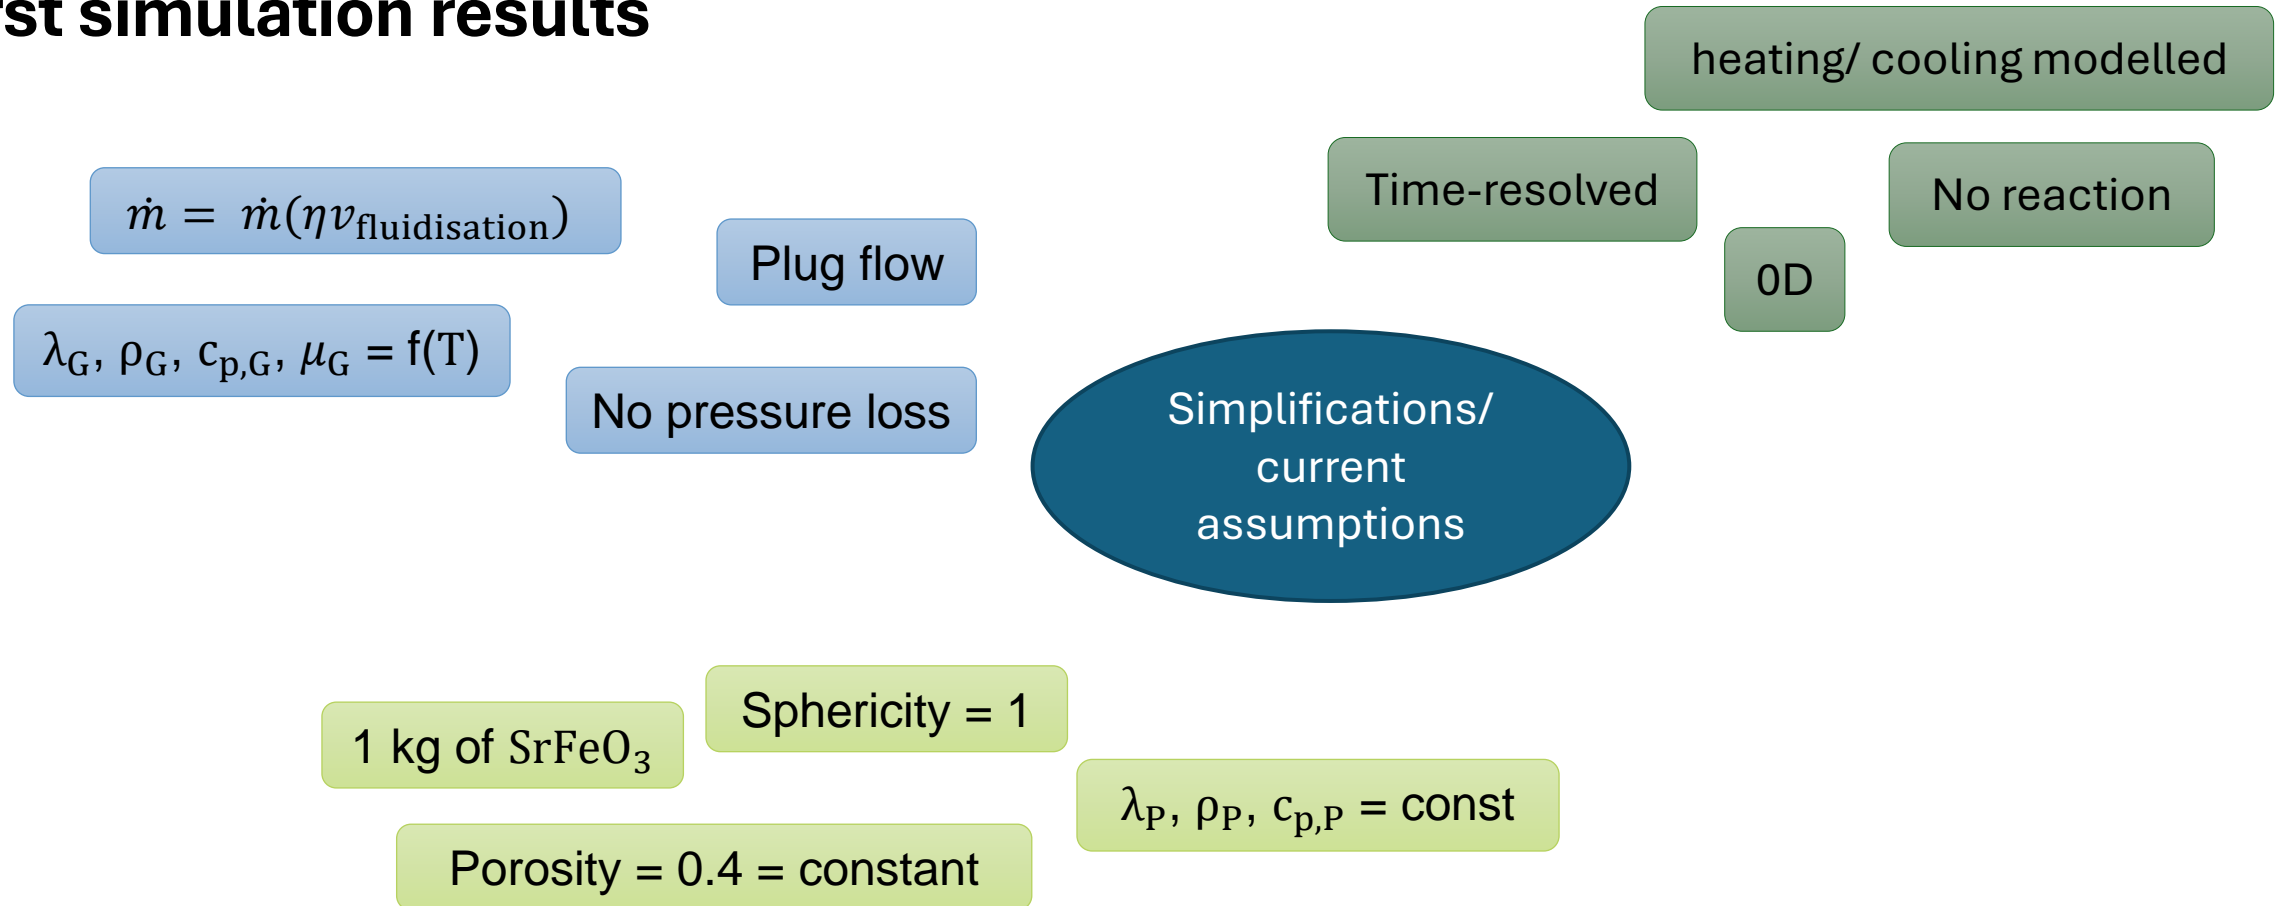 rst simulation results
heating/ cooling modelled
Time-resolved
No reaction
0D
ṁ = ṁ(ηv_fluidisation)
Plug flow
λ_G, ρ_G, c_p,G, μ_G = f(T)
No pressure loss
Simplifications/
current
assumptions
Sphericity = 1
1 kg of SrFeO₃
λ_P, ρ_P, c_p,P = const
Porosity = 0.4 = constant